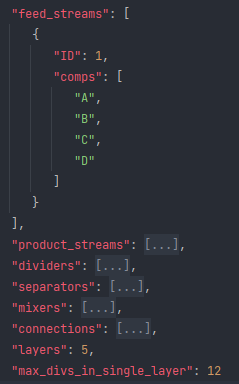 "feed_streams": [
{
"ID": 1,
"comps": [
"A",
"B",
"C",
"D"
]
}
],
"product_streams": [...],
"dividers": [...],
"separators": [...],
"mixers": [...],
"connections": [...],
"layers": 5,
"max_divs_in_single_layer": 12